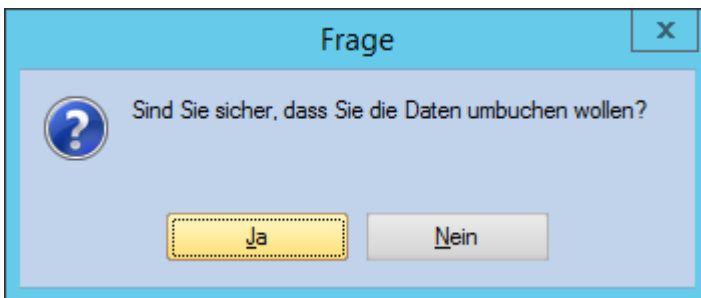 Frage
x
?
Sind Sie sicher, dass Sie die Daten umbuchen wollen?
Ja
Nein